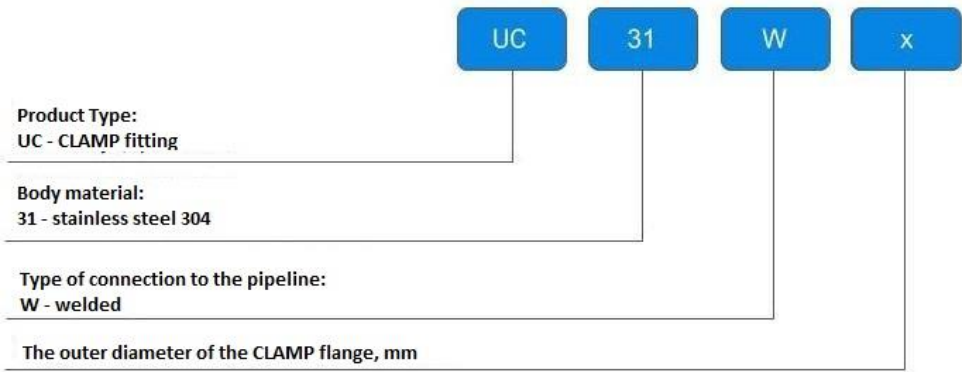 UC 31 W x
Product Type:
UC - CLAMP fitting
Body material:
31 - stainless steel 304
Type of connection to the pipeline:
W - welded
The outer diameter of the CLAMP flange, mm